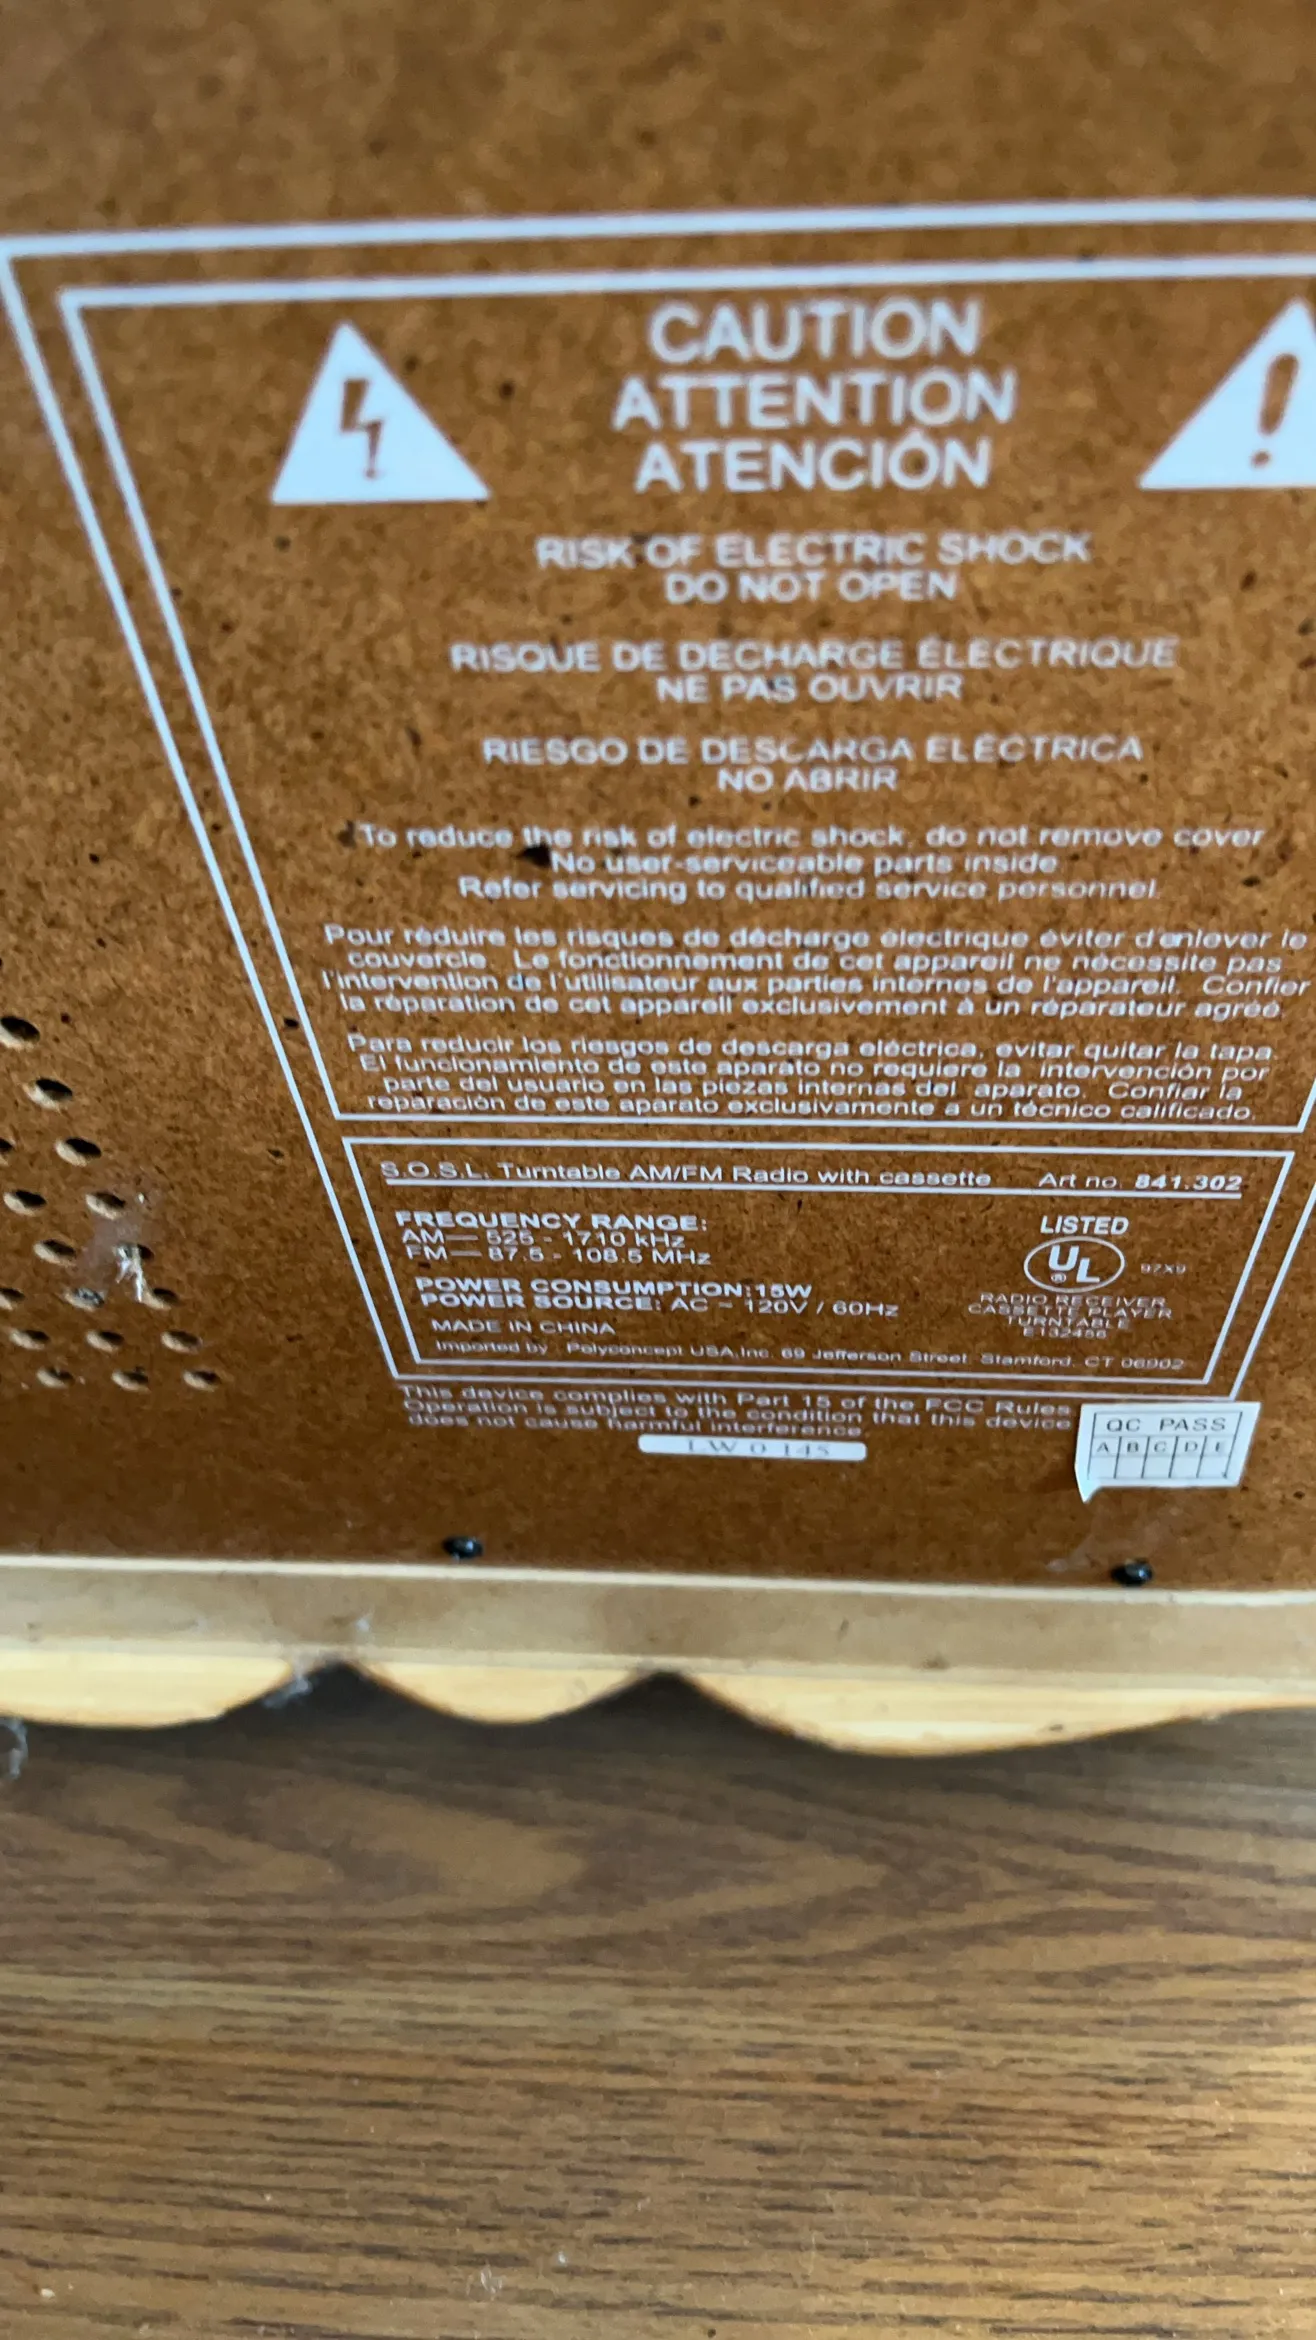 CAUTION
ATTENTION
ATENCIÓN
RISK OF ELECTRIC SHOCK
DO NOT OPEN
RISQUE DE DECHARGE ÉLECTRIQUE
NE PAS OUVRIR
RIESGO DE DESCARGA ELÉCTRICA
NO ABRIR
To reduce the risk of electric shock, do not remove cover
No user-serviceable parts inside
Refer servicing to qualified service personnel.
Pour réduire les risques de décharge électrique éviter d'enlever le
couvercle. Le fonctionnement de cet appareil ne nécessite pas
l'intervention de l'utilisateur aux parties internes de l'appareil. Confier
la réparation de cet appareil exclusivement à un réparateur agréé.
Para reducir los riesgos de descarga eléctrica, evitar quitar la tapa.
El funcionamiento de este aparato no requiere la intervención por
parte del usuario en las piezas internas del aparato. Confiar la
reparación de este aparato exclusivamente a un técnico calificado.
S.O.S.L. Turntable AM/FM Radio with cassette Art no. 841.302
FREQUENCY RANGE:
AM— 525 - 1710 kHz
FM— 87.5 - 108.5 MHz
POWER CONSUMPTION:15W
POWER SOURCE: AC ~ 120V / 60Hz
MADE IN CHINA
Imported by Polyconcept USA,Inc. 69 Jefferson Street. Stamford. CT 06902
LISTED
UL ®
97X9
RADIO RECEIVER
CASSETTE PLAYER
TURNTABLE
E132456
This device complies with Part 15 of the FCC Rules
Operation is subject to the condition that this device
does not cause harmful interference.
LW 0 145
QC PASS
A B C D E